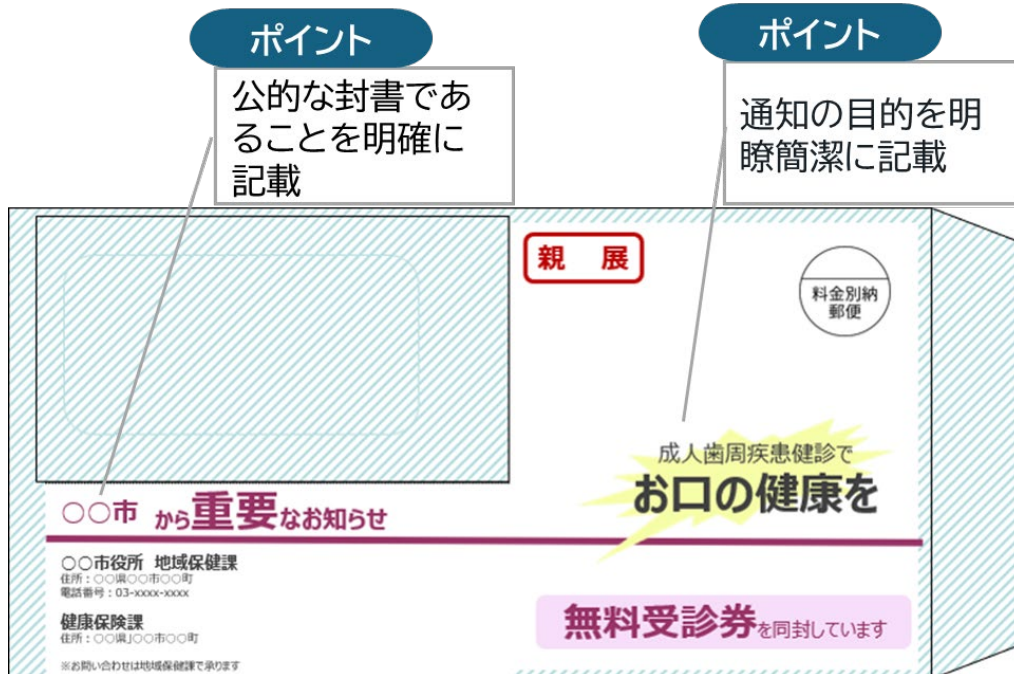 ポイント
公的な封書であ
ることを明確に
記載
ポイント
通知の目的を明
瞭簡潔に記載
親 展
料金別納
郵便
成人歯周疾患健診で
お口の健康を
○○市 から重要なお知らせ
○○市役所 地域保健課
住所:○○県○○市○○町
電話番号:03-xxxx-xxxx
健康保険課
住所:○○県」○○市○○町
※お問い合わせは地域保健課で承ります
無料受診券を同封しています